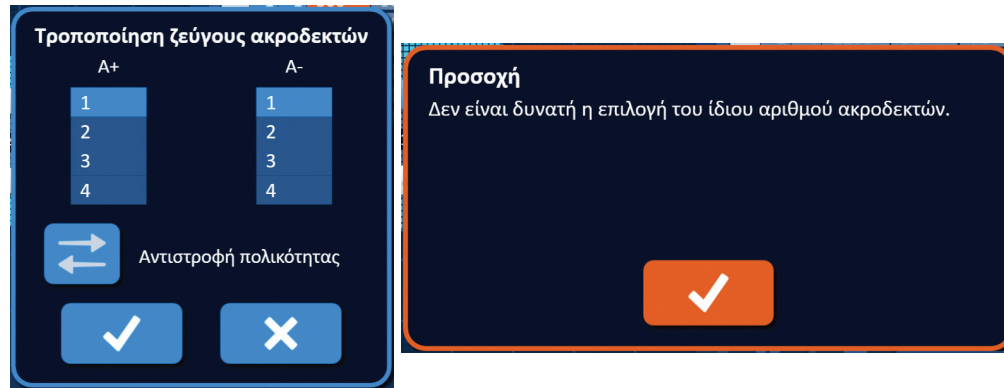 Τροποποίηση ζεύγους ακροδεκτών
A+ A-
1 1
2 2
3 3
4 4
Αντιστροφή πολικότητας
Προσοχή
Δεν είναι δυνατή η επιλογή του ίδιου αριθμού ακροδεκτών.